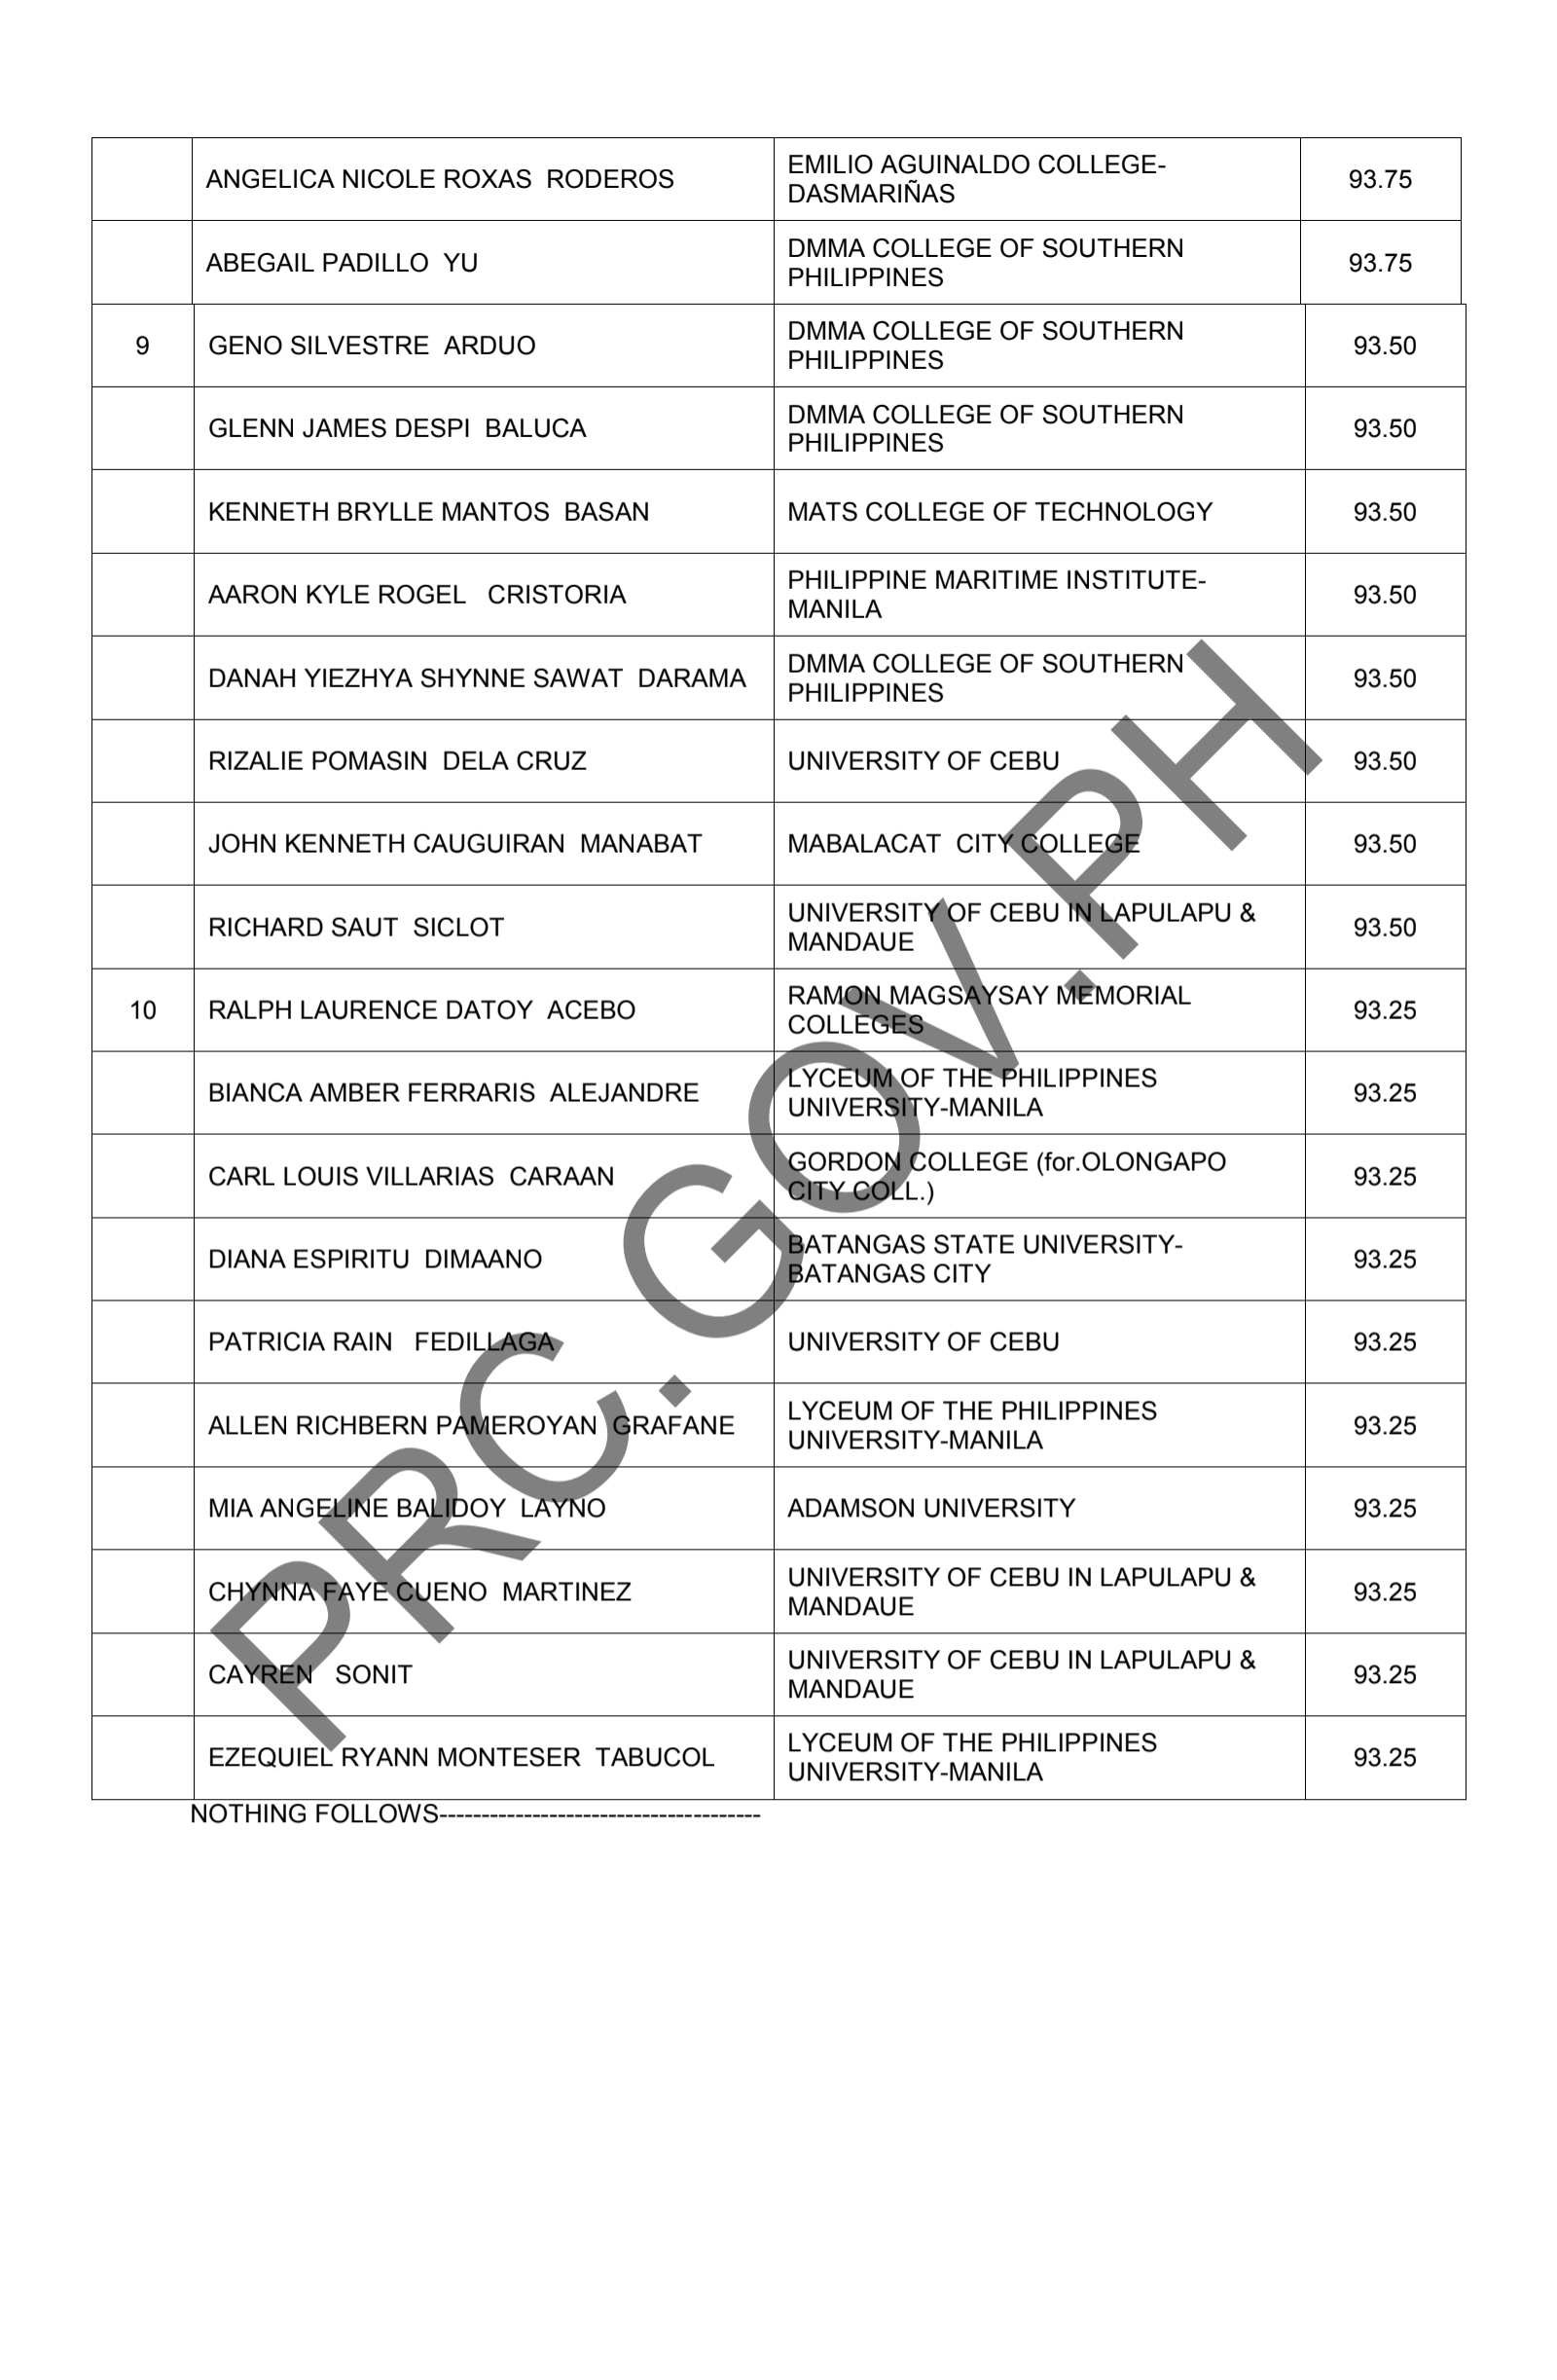 ANGELICA NICOLE ROXAS  RODEROS
EMILIO AGUINALDO COLLEGE-
DASMARIÑAS
93.75
ABEGAIL PADILLO  YU
DMMA COLLEGE OF SOUTHERN
PHILIPPINES
93.75
9
GENO SILVESTRE  ARDUO
DMMA COLLEGE OF SOUTHERN
PHILIPPINES
93.50
GLENN JAMES DESPI  BALUCA
DMMA COLLEGE OF SOUTHERN
PHILIPPINES
93.50
KENNETH BRYLLE MANTOS  BASAN
MATS COLLEGE OF TECHNOLOGY
93.50
AARON KYLE ROGEL   CRISTORIA
PHILIPPINE MARITIME INSTITUTE-
MANILA
93.50
DANAH YIEZHYA SHYNNE SAWAT  DARAMA
DMMA COLLEGE OF SOUTHERN
PHILIPPINES
93.50
RIZALIE POMASIN  DELA CRUZ
UNIVERSITY OF CEBU
93.50
JOHN KENNETH CAUGUIRAN  MANABAT
MABALACAT  CITY COLLEGE
93.50
RICHARD SAUT  SICLOT
UNIVERSITY OF CEBU IN LAPULAPU &
MANDAUE
93.50
10
RALPH LAURENCE DATOY  ACEBO
RAMON MAGSAYSAY MEMORIAL
COLLEGES
93.25
BIANCA AMBER FERRARIS  ALEJANDRE
LYCEUM OF THE PHILIPPINES
UNIVERSITY-MANILA
93.25
CARL LOUIS VILLARIAS  CARAAN
GORDON COLLEGE (for.OLONGAPO
CITY COLL.)
93.25
DIANA ESPIRITU  DIMAANO
BATANGAS STATE UNIVERSITY-
BATANGAS CITY
93.25
PATRICIA RAIN   FEDILLAGA
UNIVERSITY OF CEBU
93.25
ALLEN RICHBERN PAMEROYAN  GRAFANE
LYCEUM OF THE PHILIPPINES
UNIVERSITY-MANILA
93.25
MIA ANGELINE BALIDOY  LAYNO
ADAMSON UNIVERSITY
93.25
CHYNNA FAYE CUENO  MARTINEZ
UNIVERSITY OF CEBU IN LAPULAPU &
MANDAUE
93.25
CAYREN   SONIT
UNIVERSITY OF CEBU IN LAPULAPU &
MANDAUE
93.25
EZEQUIEL RYANN MONTESER  TABUCOL
LYCEUM OF THE PHILIPPINES
UNIVERSITY-MANILA
93.25
NOTHING FOLLOWS--------------------------------------
PRC.GOV.PH